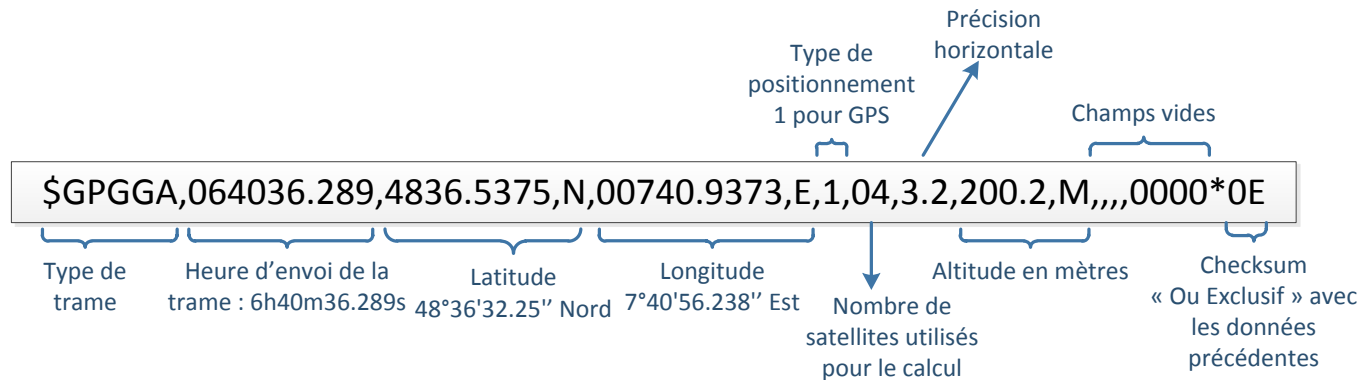 Précision
horizontale
Type de
positionnement
1 pour GPS
Champs vides
$GPGGA,064036.289,4836.5375,N,00740.9373,E,1,04,3.2,200.2,M,,,,0000*0E
Type de
trame
Heure d’envoi de la
trame : 6h40m36.289s
Latitude
48°36'32.25’’ Nord
Longitude
7°40'56.238’’ Est
Nombre de
satellites utilisés
pour le calcul
Altitude en mètres
Checksum
« Ou Exclusif » avec
les données
précédentes